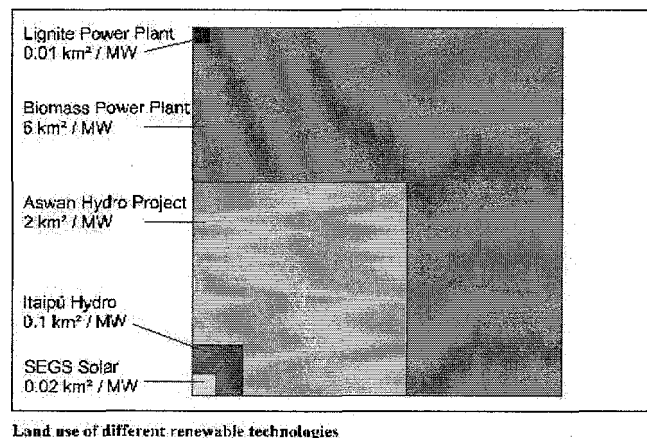 Lignite Power Plant
0.01 km² / MW
Biomass Power Plant
6 km² / MW
Aswan Hydro Project
2 km² / MW
Itaipú Hydro
0.1 km² / MW
SEGS Solar
0.02 km² / MW
Land use of different renewable technologies